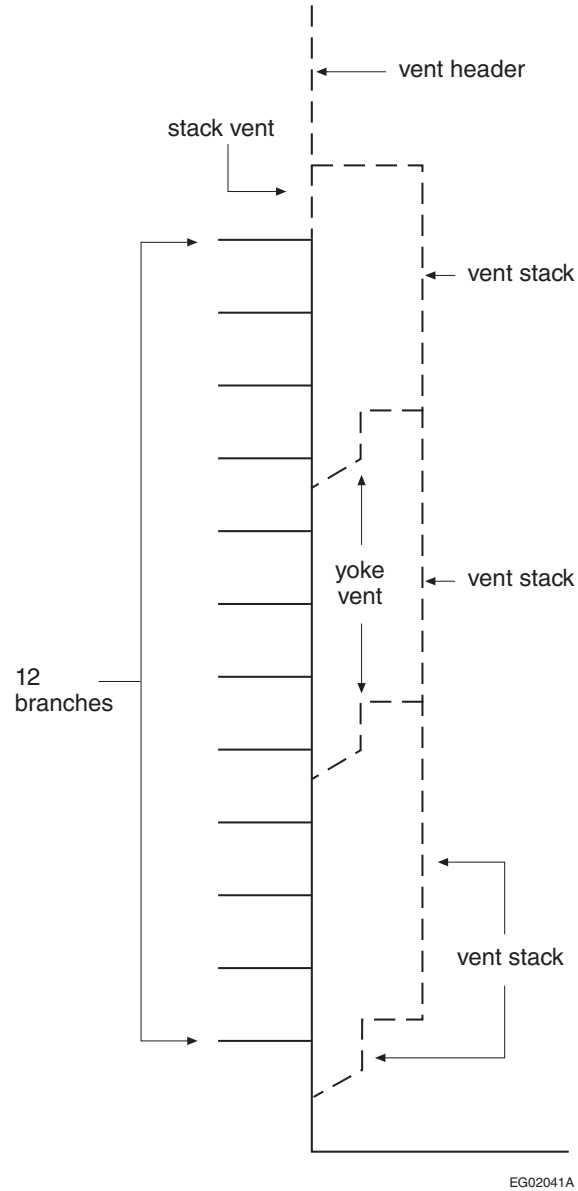 vent header
stack vent
vent stack
yoke
vent
vent stack
12
branches
vent stack
EG02041A